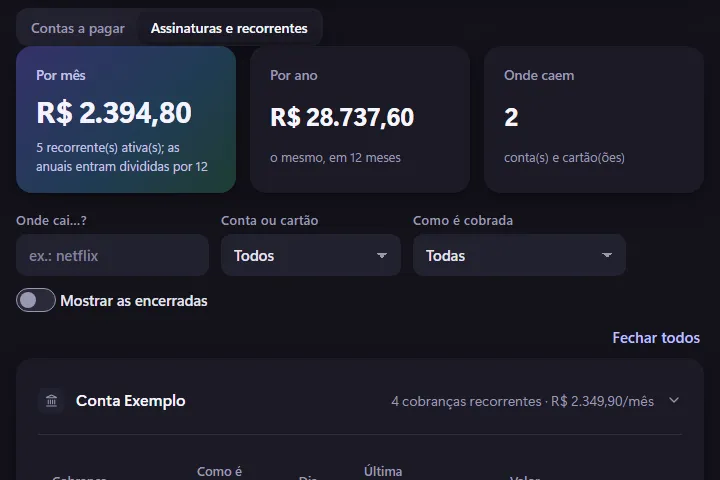 Contas a pagar
Assinaturas e recorrentes
Por mês
R$ 2.394,80
5 recorrente(s) ativa(s); as
anuais entram divididas por 12
Por ano
R$ 28.737,60
o mesmo, em 12 meses
Onde caem
2
conta(s) e cartão(ões)
Onde cai...?
ex.: netflix
Conta ou cartão
Todos
Como é cobrada
Todas
Mostrar as encerradas
Fechar todos
Conta Exemplo
4 cobranças recorrentes · R$ 2.349,90/mês
Cobrança
Como é
Dia
Última
Valor